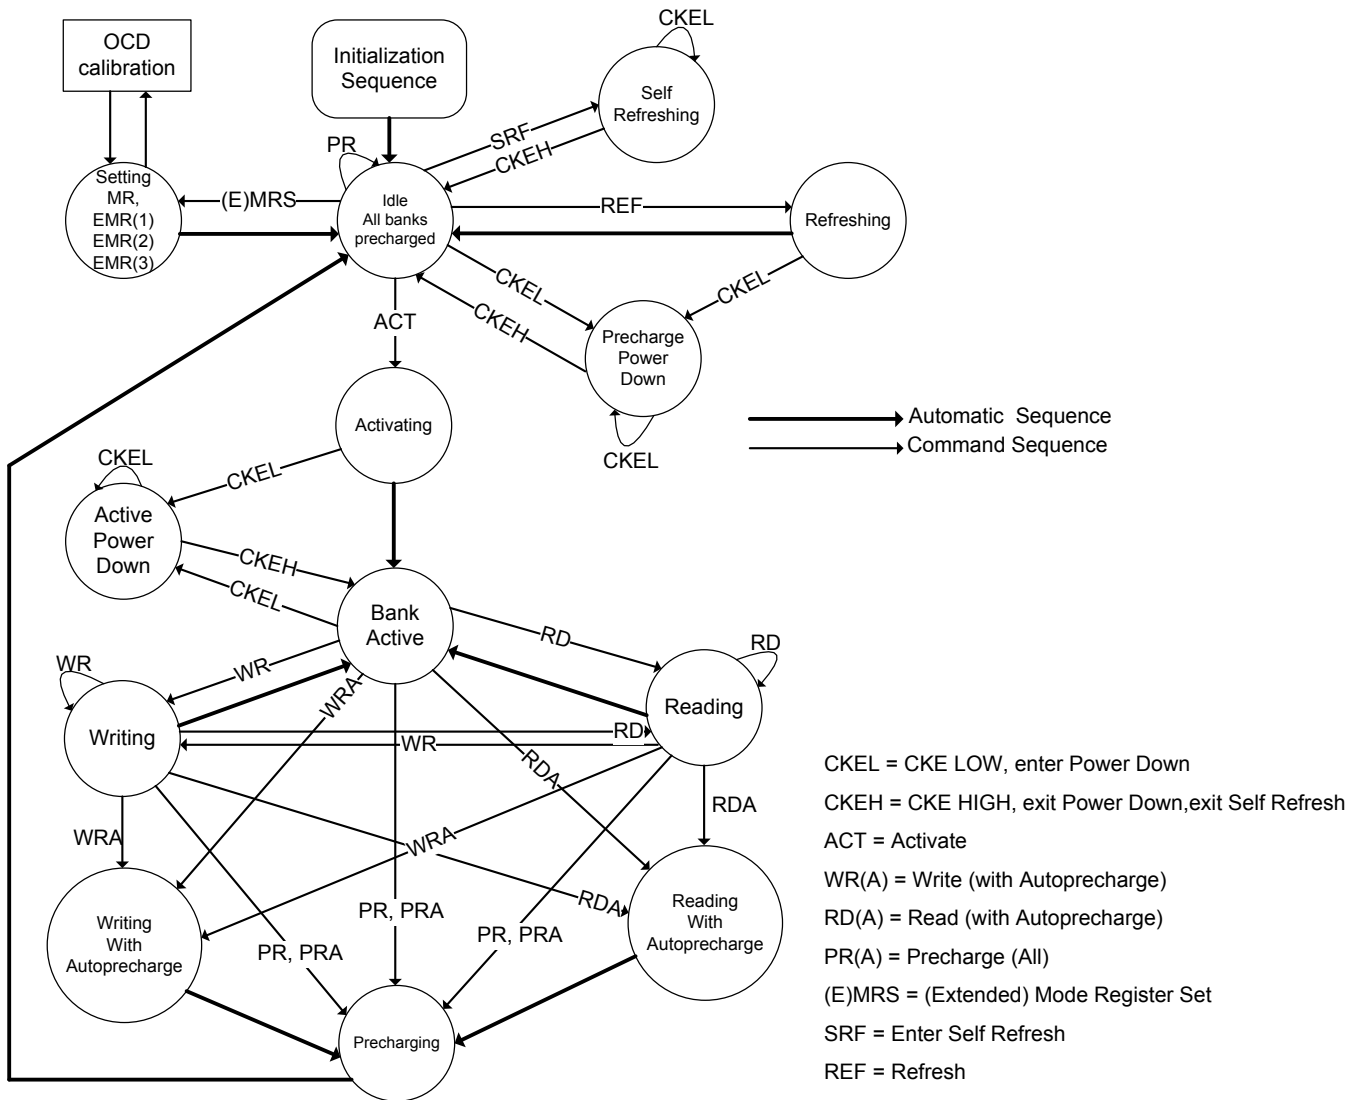 OCD
calibration
Initialization
Sequence
CKEL
Self
Refreshing
PR
SRF
CKEH
Setting
MR,
EMR(1)
EMR(2)
EMR(3)
(E)MRS
Idle
All banks
precharged
REF
Refreshing
CKEL
CKEL
CKEH
ACT
Precharge
Power
Down
CKEL
Automatic Sequence
Command Sequence
Activating
CKEL
CKEL
Active
Power
Down
CKEH
CKEL
Bank
Active
RD
RD
WR
WR
WRA
Writing
Reading
RD
WR
RDA
RDA
WRA
WRA
RDA
PR, PRA
PR, PRA
PR, PRA
Writing
With
Autoprecharge
Reading
With
Autoprecharge
Precharging
CKEL = CKE LOW, enter Power Down
CKEH = CKE HIGH, exit Power Down,exit Self Refresh
ACT = Activate
WR(A) = Write (with Autoprecharge)
RD(A) = Read (with Autoprecharge)
PR(A) = Precharge (All)
(E)MRS = (Extended) Mode Register Set
SRF = Enter Self Refresh
REF = Refresh